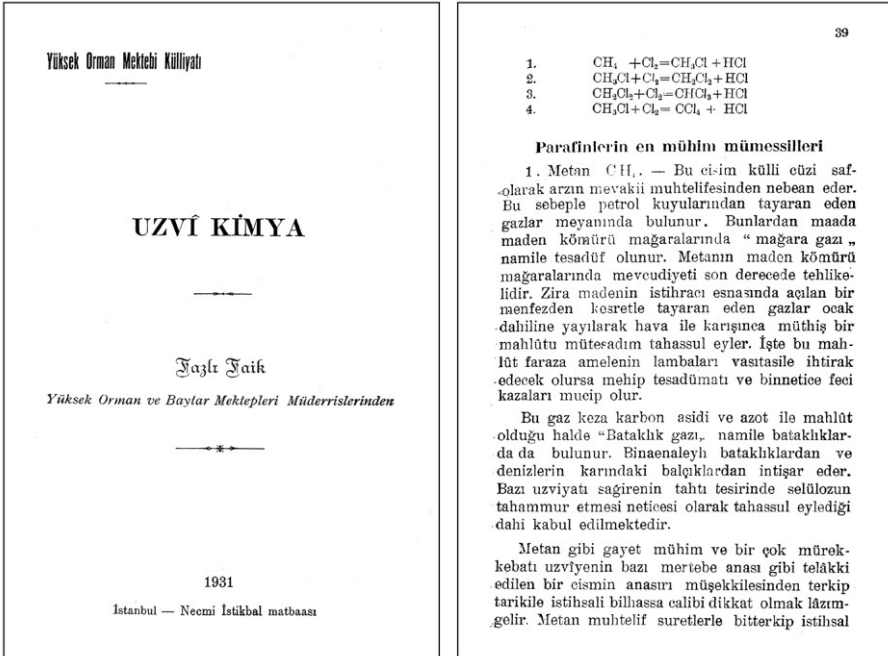 Yüksek Orman Mektebi Külliyatı
UZVÎ KİMYA
Fazlı Faik
Yüksek Orman ve Baytar Mektepleri Müderrislerinden
1931
İstanbul — Necmi İstikbal matbaası
39
1. CH₄ +Cl₂=CH₃Cl +HCl
2. CH₃Cl+Cl₂=CH₂Cl₂+HCl
3. CH₂Cl₂+Cl₂=CHCl₃+HCl
4. CH₃Cl+Cl₂= CCl₄ + HCl
Parafinlerin en mühim mümessilleri
1. Metan CH₄. — Bu cisim külli cüzi saf-
olarak arzın mevakii muhtelifesinden nebean eder.
Bu sebeple petrol kuyularından tayaran eden
gazlar meyanında bulunur. Bunlardan maada
maden kömürü mağaralarında “ mağara gazı „
namile tesadüf olunur. Metanın maden kömürü
mağaralarında mevcudiyeti son derecede tehlike-
lidir. Zira madenin istihracı esnasında açılan bir
menfezden kesretle tayaran eden gazlar ocak
dahiline yayılarak hava ile karışınca müthiş bir
mahlûtu mütesadım tahassul eyler. İşte bu mah-
lût faraza amelenin lambaları vasıtasile ihtirak
edecek olursa mehip tesadümatı ve binnetice feci
kazaları mucip olur.
Bu gaz keza karbon asidi ve azot ile mahlût
olduğu halde “Bataklık gazı„ namile bataklıklar-
da da bulunur. Binaenaleyh bataklıklardan ve
denizlerin karındaki balçıklardan intişar eder.
Bazı uzviyatı sağirenin tahtı tesirinde selülozun
tahammur etmesi neticesi olarak tahassul eylediği
dahi kabul edilmektedir.
Metan gibi gayet mühim ve bir çok mürek-
kebatı uzvîyenin bazı mertebe anası gibi telâkki
edilen bir cismin anasırı müşekkilesinden terkip
tarikile istihsali bilhassa calibi dikkat olmak lâzım-
gelir. Metan muhtelif suretlerle bitterkip istihsal